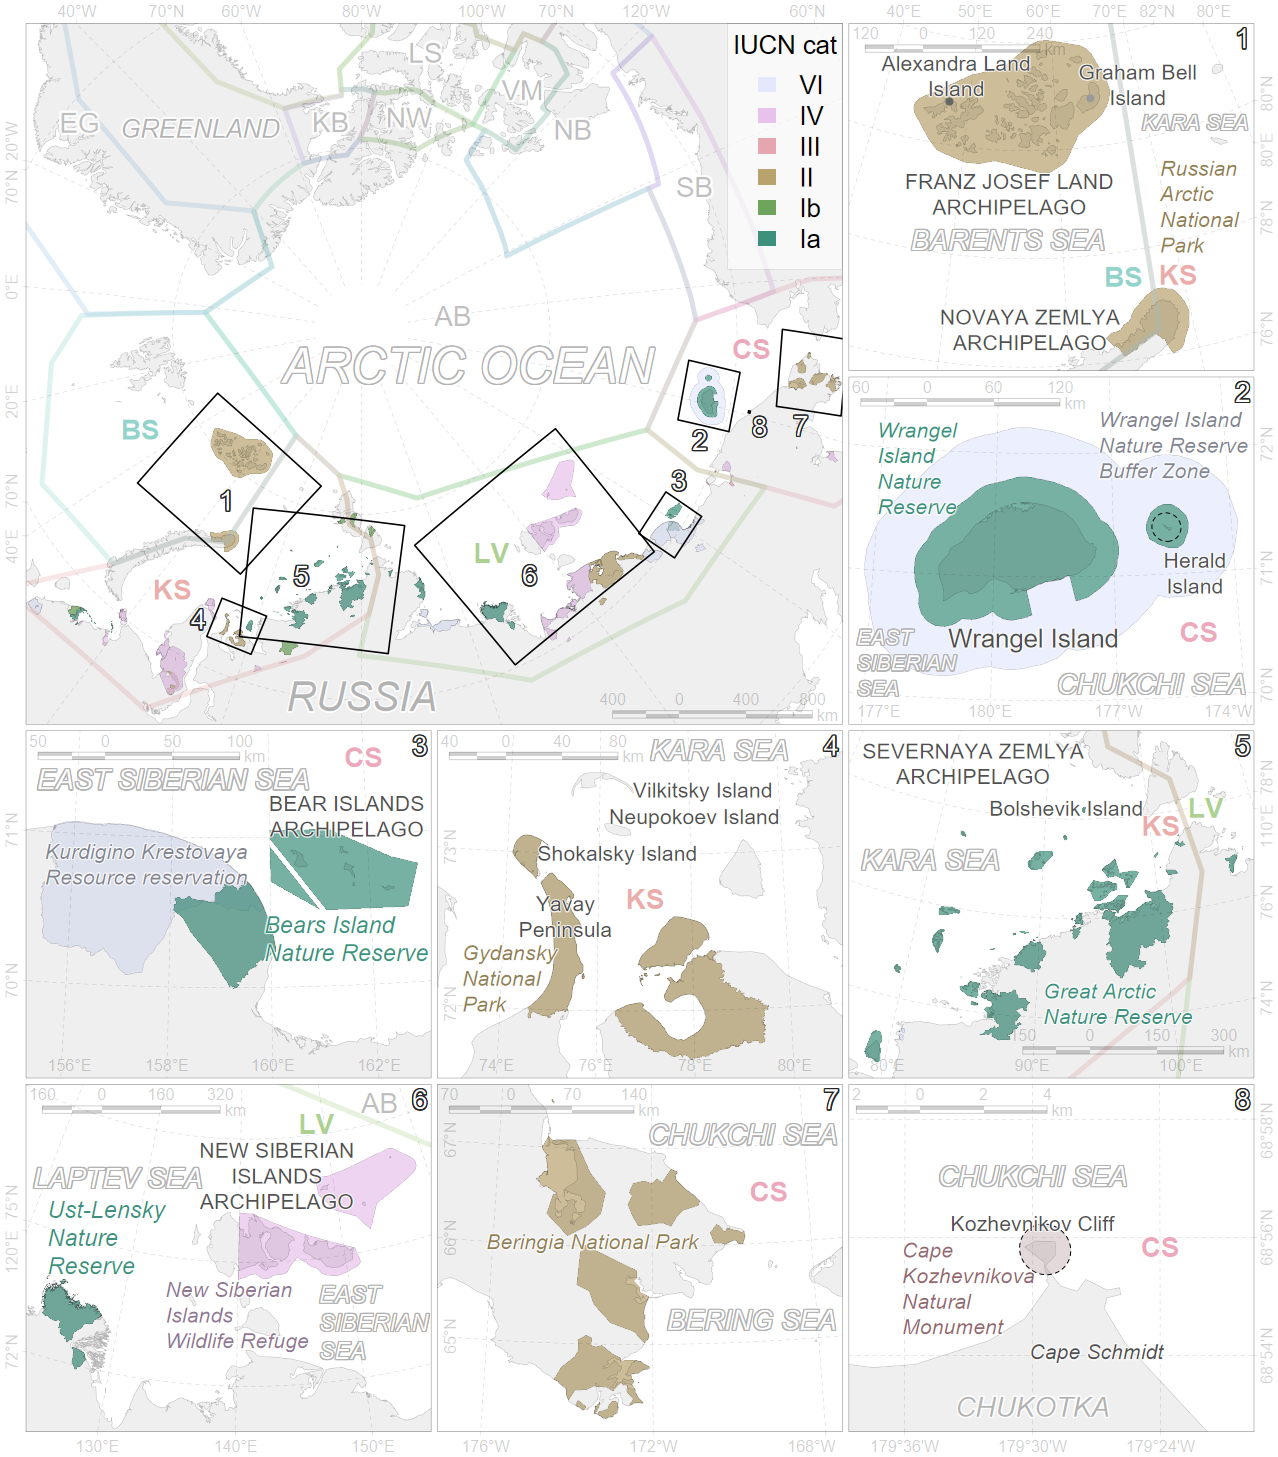 40°W
70°N
60°W
80°W
100°W
70°N
120°W
60°N
20°W
70°N
0°E
20°E
70°N
40°E
EG
GREENLAND
KB
LS
NW
VM
NB
SB
AB
ARCTIC OCEAN
BS
KS
LV
CS
RUSSIA
1
2
3
4
5
6
7
8
400 0 400 800 km
IUCN cat
VI
IV
III
II
Ib
Ia
40°E
50°E
60°E
70°E
82°N
80°E
120 0 120 240 km
1
Alexandra Land
Island
Graham Bell
Island
KARA SEA
FRANZ JOSEF LAND
ARCHIPELAGO
BARENTS SEA
Russian
Arctic
National
Park
BS
KS
NOVAYA ZEMLYA
ARCHIPELAGO
80°N
80°E
78°N
76°N
60 0 60 120 km
2
Wrangel
Island
Nature
Reserve
Wrangel Island
Nature Reserve
Buffer Zone
Herald
Island
Wrangel Island
EAST
SIBERIAN
SEA
CS
CHUKCHI SEA
177°E
180°E
177°W
174°W
72°N
71°N
70°N
50 0 50 100 km
3
CS
EAST SIBERIAN SEA
BEAR ISLANDS
ARCHIPELAGO
Kurdigino Krestovaya
Resource reservation
Bears Island
Nature Reserve
71°N
70°N
156°E
158°E
160°E
162°E
40 0 40 80 km
4
KARA SEA
Vilkitsky Island
Neupokoev Island
Shokalsky Island
KS
Yavay
Peninsula
Gydansky
National
Park
73°N
72°N
74°E
76°E
78°E
80°E
SEVERNAYA ZEMLYA
ARCHIPELAGO
5
Bolshevik Island
LV
KS
KARA SEA
Great Arctic
Nature Reserve
150 0 150 300 km
80°E
90°E
100°E
78°N
110°E
76°N
74°N
160 0 160 320 km
AB
6
LV
NEW SIBERIAN
ISLANDS
ARCHIPELAGO
LAPTEV SEA
Ust-Lensky
Nature
Reserve
New Siberian
Islands
Wildlife Refuge
EAST
SIBERIAN
SEA
75°N
120°E
72°N
130°E
140°E
150°E
70 0 70 140 km
7
CHUKCHI SEA
CS
Beringia National Park
BERING SEA
67°N
66°N
65°N
176°W
172°W
168°W
2 0 2 4 km
8
CHUKCHI SEA
Kozhevnikov Cliff
CS
Cape
Kozhevnikova
Natural
Monument
Cape Schmidt
CHUKOTKA
68°58'N
68°56'N
68°54'N
179°36'W
179°30'W
179°24'W